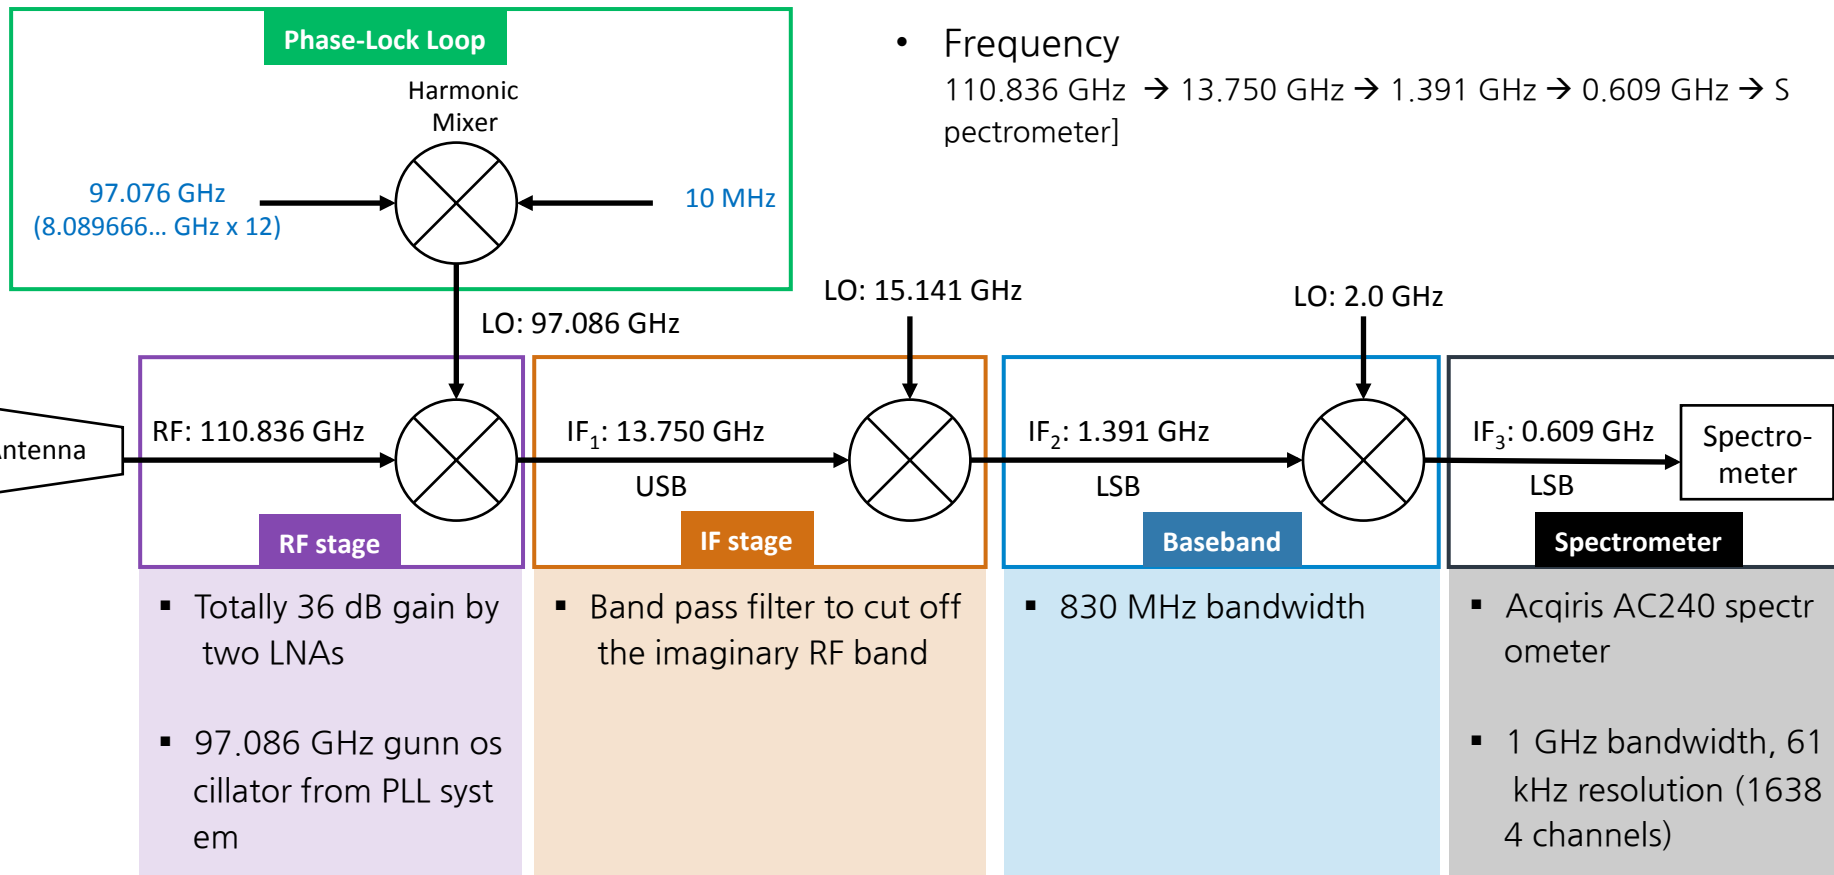 Phase-Lock Loop
Harmonic
Mixer
97.076 GHz
(8.089666... GHz x 12)
10 MHz
• Frequency
110.836 GHz → 13.750 GHz → 1.391 GHz → 0.609 GHz → S
pectrometer]
LO: 97.086 GHz
LO: 15.141 GHz
LO: 2.0 GHz
ntenna
RF: 110.836 GHz
RF stage
IF₁: 13.750 GHz
USB
IF stage
IF₂: 1.391 GHz
LSB
Baseband
IF₃: 0.609 GHz
LSB
Spectro-
meter
Spectrometer
▪ Totally 36 dB gain by
two LNAs
▪ 97.086 GHz gunn os
cillator from PLL syst
em
▪ Band pass filter to cut off
the imaginary RF band
▪ 830 MHz bandwidth
▪ Acqiris AC240 spectr
ometer
▪ 1 GHz bandwidth, 61
kHz resolution (1638
4 channels)